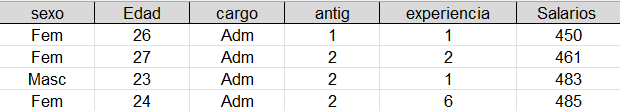 sexo Edad cargo antig experiencia Salarios
Fem 26 Adm 1 1 450
Fem 27 Adm 2 2 461
Masc 23 Adm 2 1 483
Fem 24 Adm 2 6 485